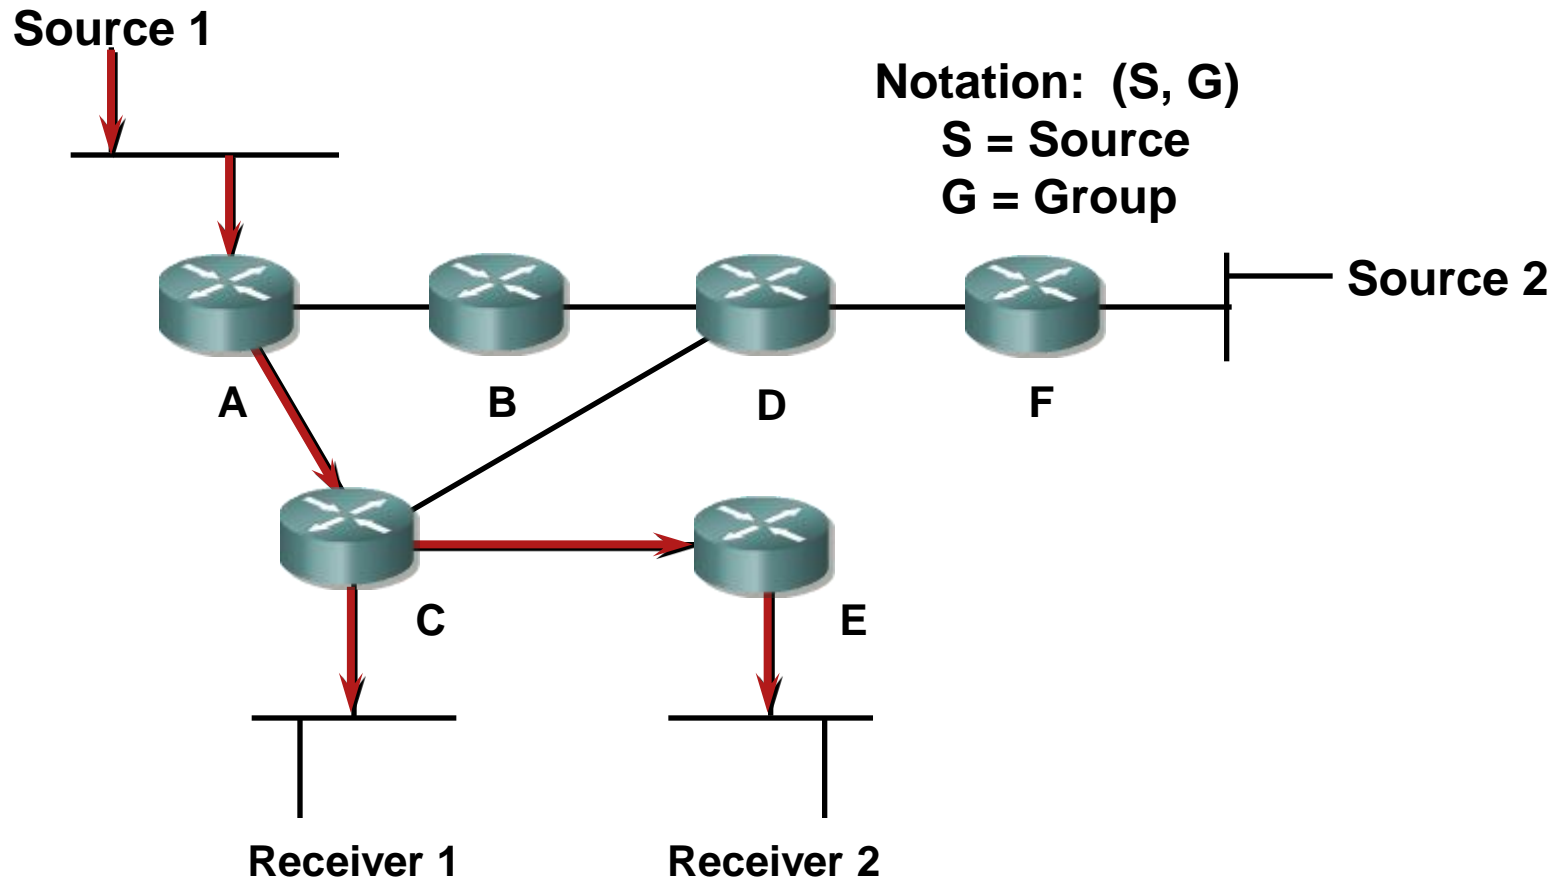 Source 1
Notation: (S, G)
S = Source
G = Group
Source 2
A
B
D
F
C
E
Receiver 1
Receiver 2